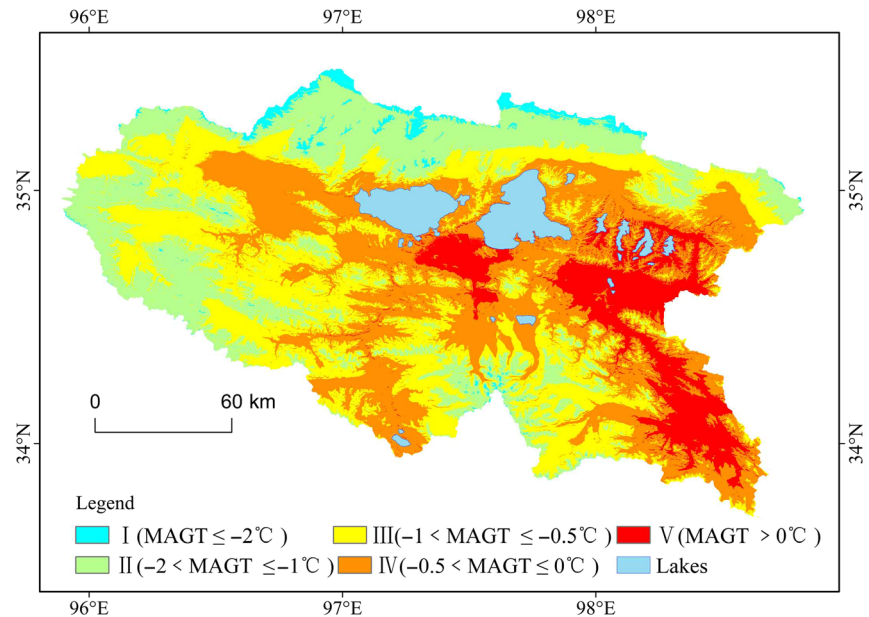 96°E 97°E 98°E
35°N 35°N
0 60 km
34°N 34°N
Legend
Ⅰ (MAGT ≤ −2℃ ) Ⅲ(−1 < MAGT ≤ −0.5℃) Ⅴ(MAGT > 0℃)
Ⅱ (−2 < MAGT ≤−1℃ ) Ⅳ(−0.5 < MAGT ≤ 0℃) Lakes
96°E 97°E 98°E